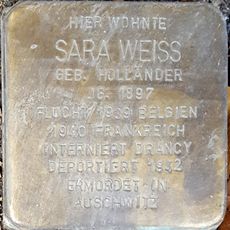 HIER WOHNTE
SARA WEISS
GEB. HOLLÄNDER
JG. 1897
FLUCHT 1939 BELGIEN
1940 FRANKREICH
INTERNIERT DRANCY
DEPORTIERT 1942
ERMORDET IN
AUSCHWITZ